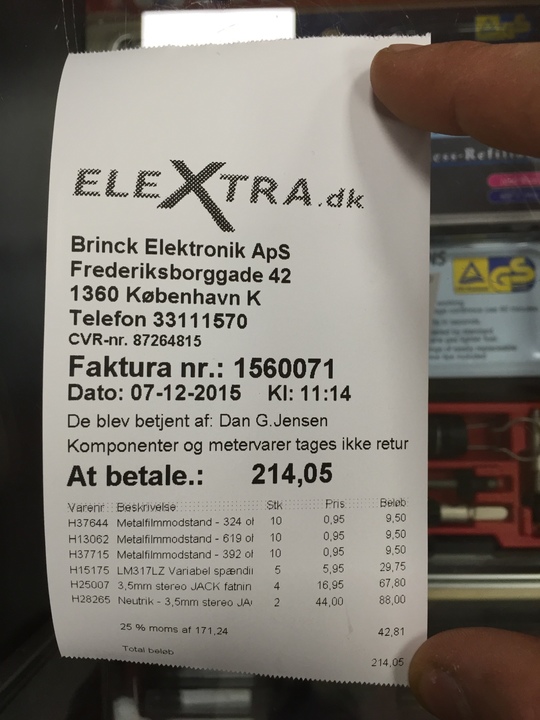 ELEXTRA.dk
Brinck Elektronik ApS
Frederiksborggade 42
1360 København K
Telefon 33111570
CVR-nr. 87264815
Faktura nr.: 1560071
Dato: 07-12-2015 Kl: 11:14
De blev betjent af: Dan G.Jensen
Komponenter og metervarer tages ikke retur
At betale.: 214,05
Varenr Beskrivelse Stk Pris Beløb
H37644 Metalfilmmodstand - 324 oh 10 0,95 9,50
H13062 Metalfilmmodstand - 619 oh 10 0,95 9,50
H37715 Metalfilmmodstand - 392 oh 10 0,95 9,50
H15175 LM317LZ Variabel spændin 5 5,95 29,75
H25007 3,5mm stereo JACK fatnin 4 16,95 67,80
H28265 Neutrik - 3,5mm stereo JA 2 44,00 88,00
25 % moms af 171,24 42,81
Total beløb 214,05
GS